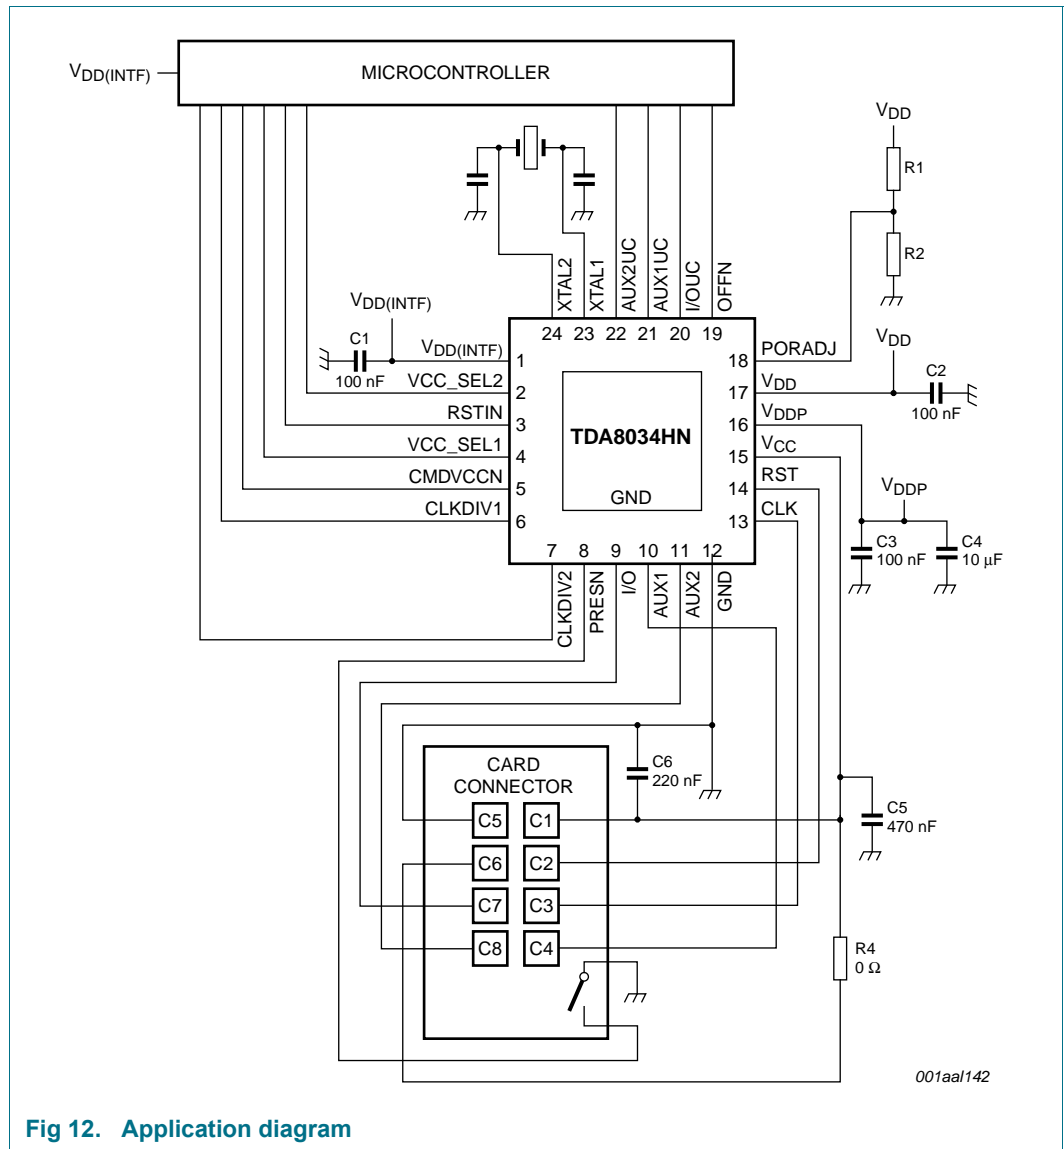 MICROCONTROLLER
VDD(INTF)
VDD
R1
R2
XTAL2
XTAL1
AUX2UC
AUX1UC
I/OUC
OFFN
VDD(INTF)
C1
100 nF
24 23 22 21 20 19
VDD(INTF) 1
VCC_SEL2 2
RSTIN 3
VCC_SEL1 4
CMDVCCN 5
CLKDIV1 6
TDA8034HN
GND
18 PORADJ
17 VDD
16 VDDP
15 VCC
14 RST
13 CLK
VDD
C2
100 nF
VDDP
C3
100 nF
C4
10 μF
7 8 9 10 11 12
CLKDIV2
PRESN
I/O
AUX1
AUX2
GND
CARD
CONNECTOR
C6
220 nF
C5
470 nF
C5 C1
C6 C2
C7 C3
C8 C4
R4
0 Ω
001aal142
Fig 12. Application diagram